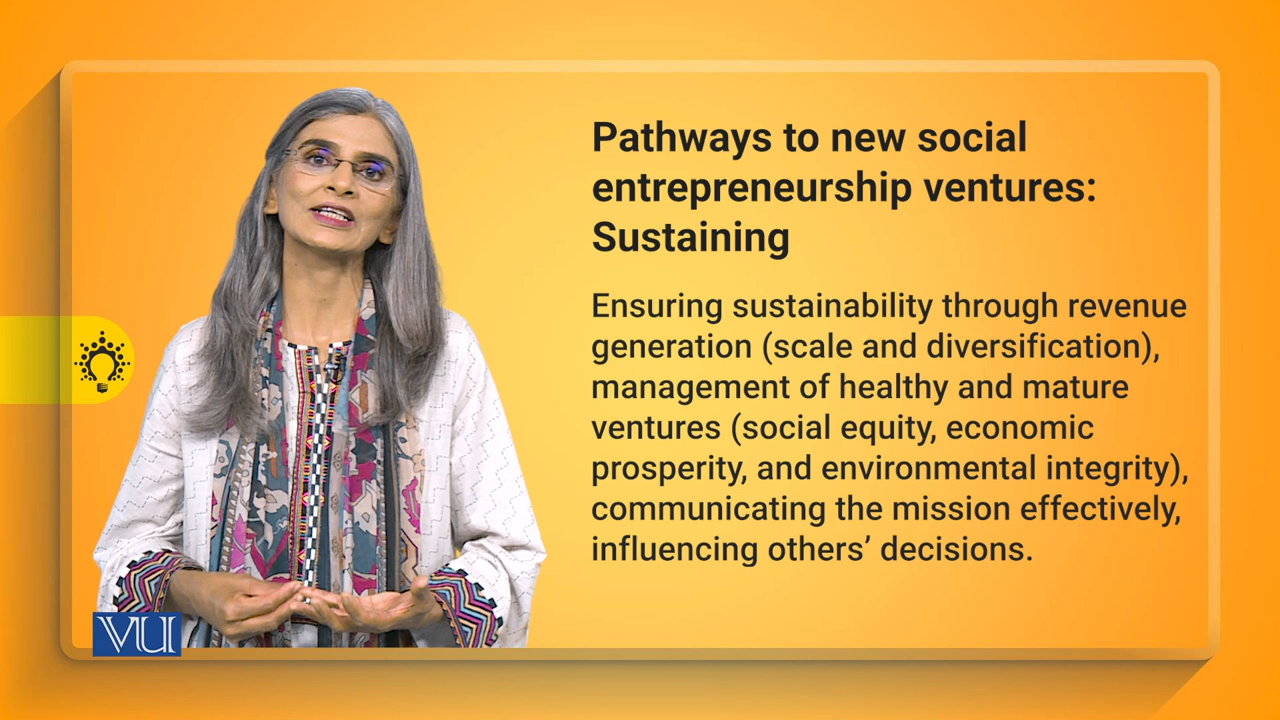 Pathways to new social
entrepreneurship ventures:
Sustaining
Ensuring sustainability through revenue
generation (scale and diversification),
management of healthy and mature
ventures (social equity, economic
prosperity, and environmental integrity),
communicating the mission effectively,
influencing others’ decisions.
VU